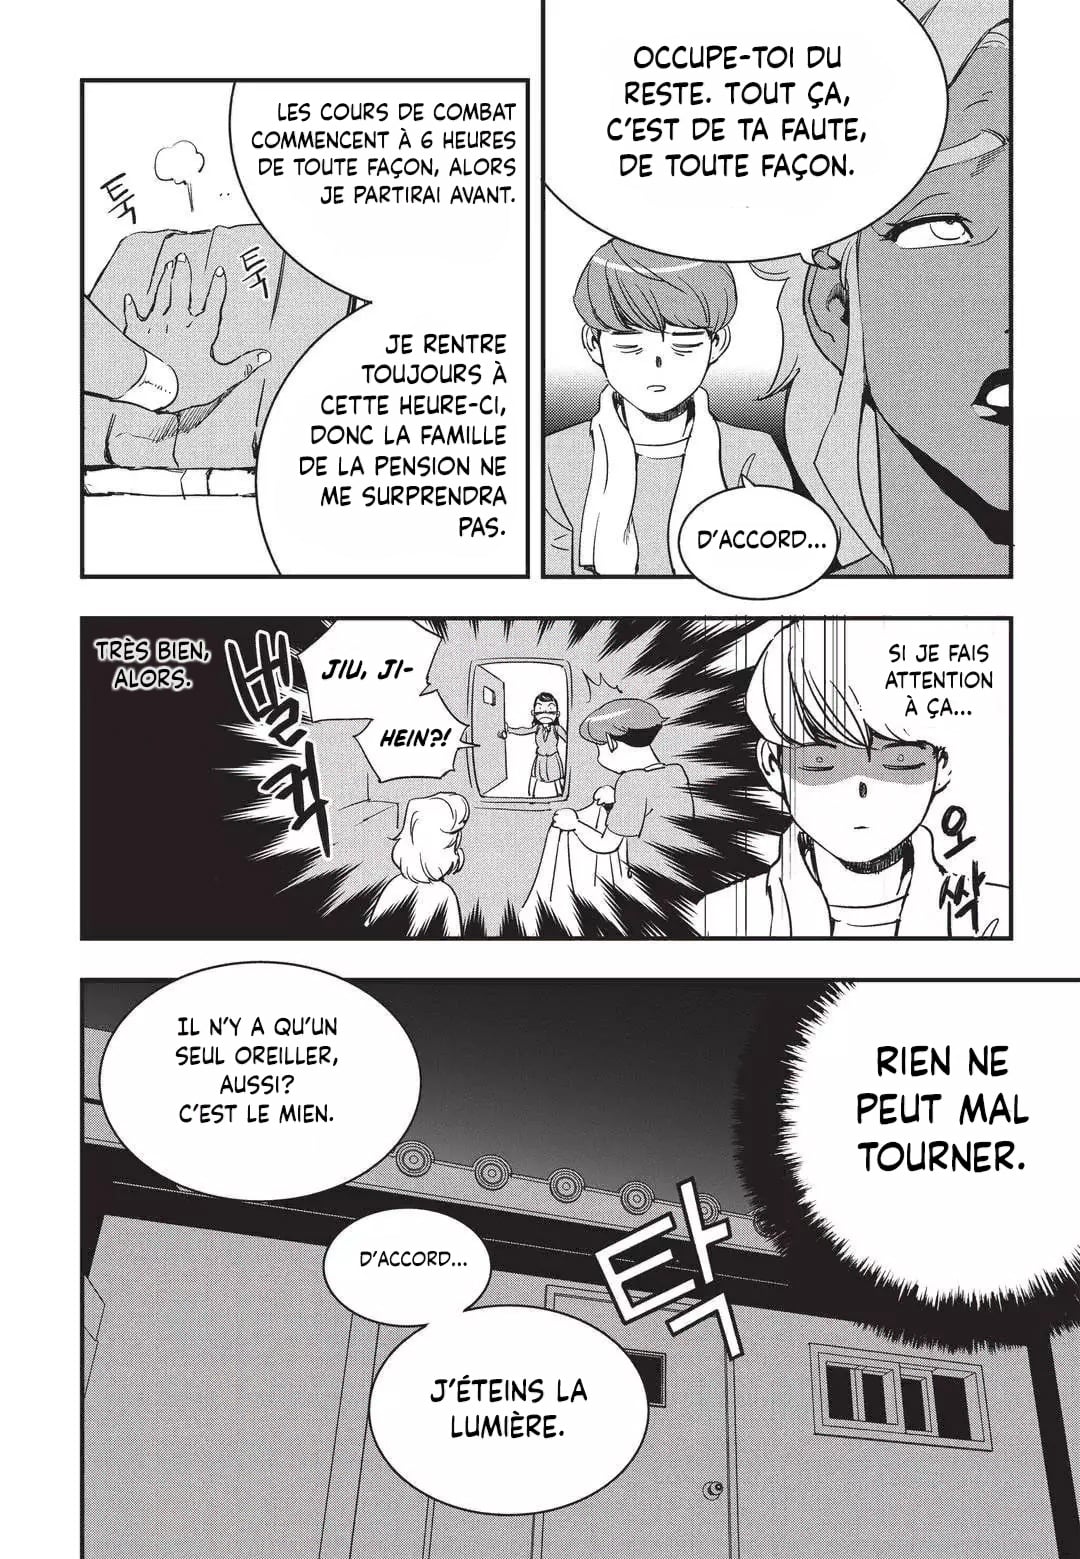 LES COURS DE COMBAT
COMMENCENT À 6 HEURES
DE TOUTE FAÇON, ALORS
JE PARTIRAI AVANT.
툭
툭
JE RENTRE
TOUJOURS À
CETTE HEURE-CI,
DONC LA FAMILLE
DE LA PENSION NE
ME SURPRENDRA
PAS.
OCCUPE-TOI DU
RESTE. TOUT ÇA,
C'EST DE TA FAUTE,
DE TOUTE FAÇON.
D'ACCORD...
TRÈS BIEN,
ALORS.
벌
컥
JIU, JI-
HEIN?!
SI JE FAIS
ATTENTION
À ÇA...
오
싹
RIEN NE
PEUT MAL
TOURNER.
IL N'Y A QU'UN
SEUL OREILLER,
AUSSI?
C'EST LE MIEN.
D'ACCORD...
탁
J'ÉTEINS LA
LUMIÈRE.